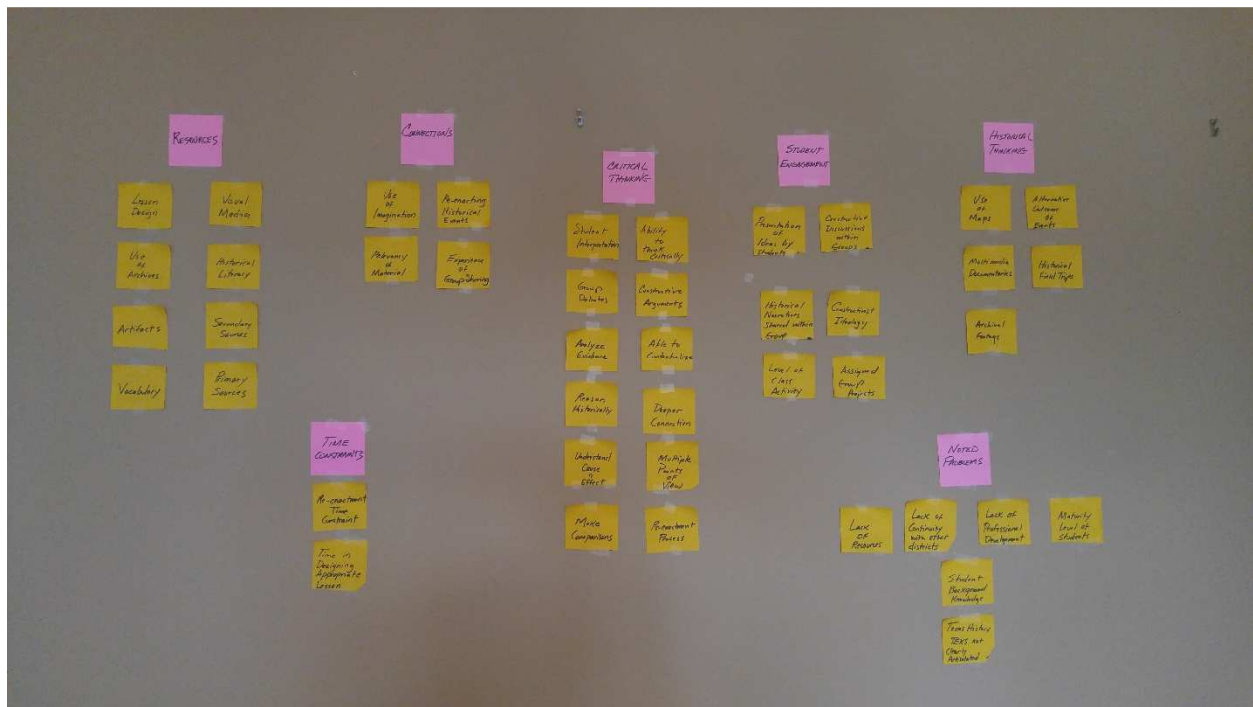 RESOURCES
Lesson
Design
Visual
Media
Use
of
Archives
Historical
Literacy
Artifacts
Secondary
Sources
Vocabulary
Primary
Sources
CONNECTIONS
Use
of
Imagination
Re-enacting
Historical
Events
Relevancy
of
Material
Experience
of
Group Sharing
TIME
CONSTRAINTS
Re-enactment
Time
Constraint
Time in
Designing
Appropriate
Lesson
CRITICAL
THINKING
Student
Interpretation
Ability
to
think
Critically
Group
Debates
Constructive
Arguments
Analyze
Evidence
Able to
Contextualize
Reason
Historically
Deeper
Connection
Understand
Cause &
Effect
Multiple
Points
of
View
Make
Comparisons
Re-enactment
Process
STUDENT
ENGAGEMENT
Presentation
of
Ideas by
Students
Constructive
Discussions
within
Groups
Historical
Narratives
Shared within
Group
Constructivist
Ideology
Level of
Class
Activity
Assigned
Group
Projects
HISTORICAL
THINKING
Use
of
Maps
Alternative
Outcome
of
Events
Multimedia
Documentaries
Historical
Field Trips
Archival
Footage
NOTED
PROBLEMS
Lack
of
Resources
Lack of
Continuity
with other
districts
Lack of
Professional
Development
Maturity
Level of
Students
Student
Background
Knowledge
Texas History
TEKS not
Clearly
Articulated